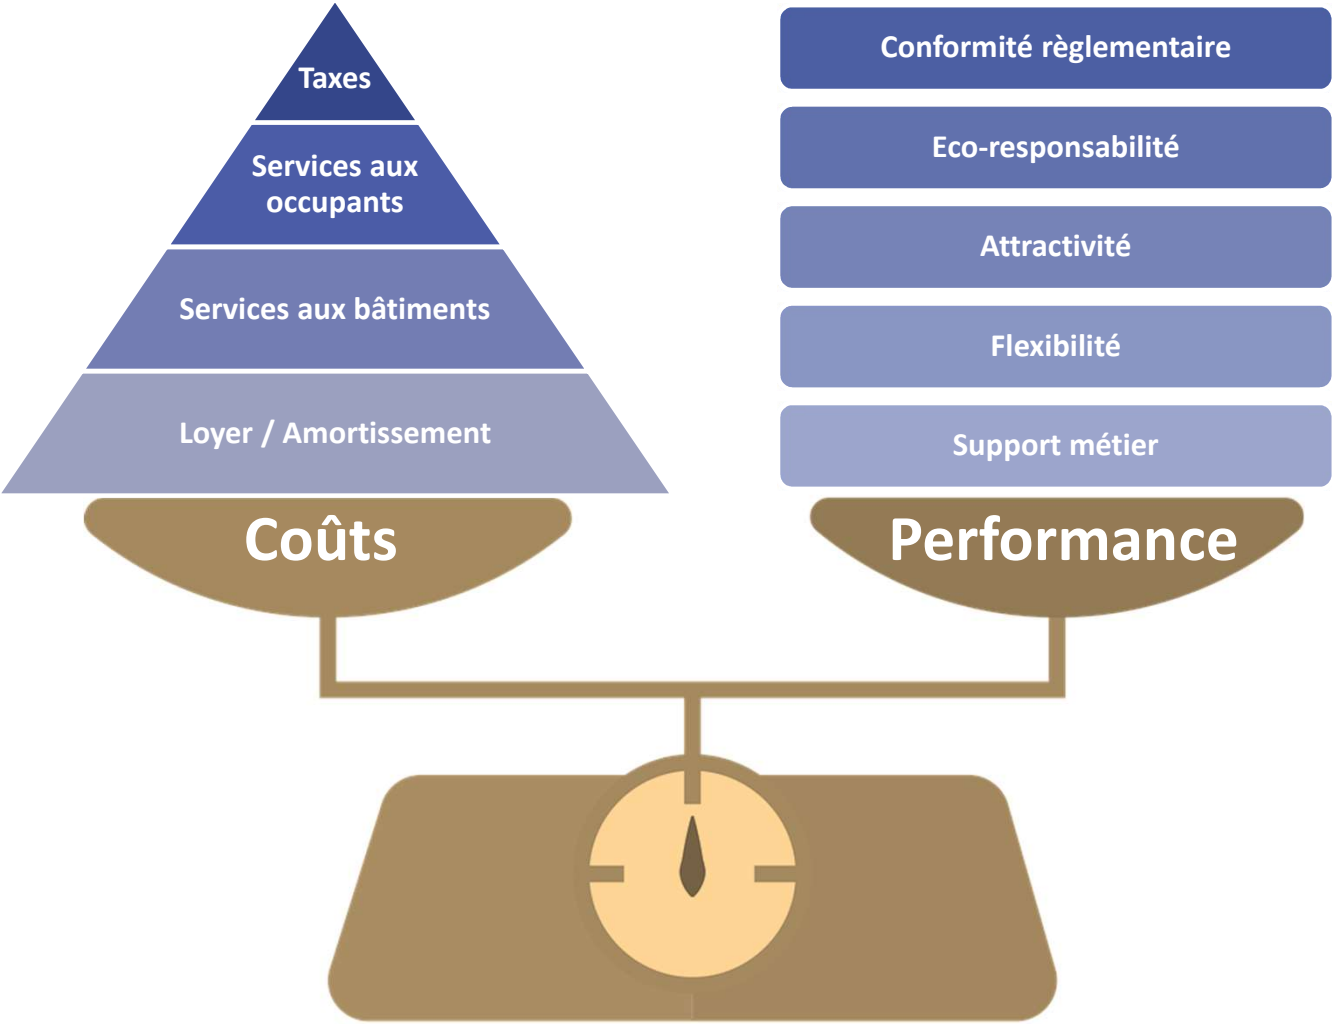 Taxes
Services aux
occupants
Services aux bâtiments
Loyer / Amortissement
Coûts
Conformité règlementaire
Eco-responsabilité
Attractivité
Flexibilité
Support métier
Performance